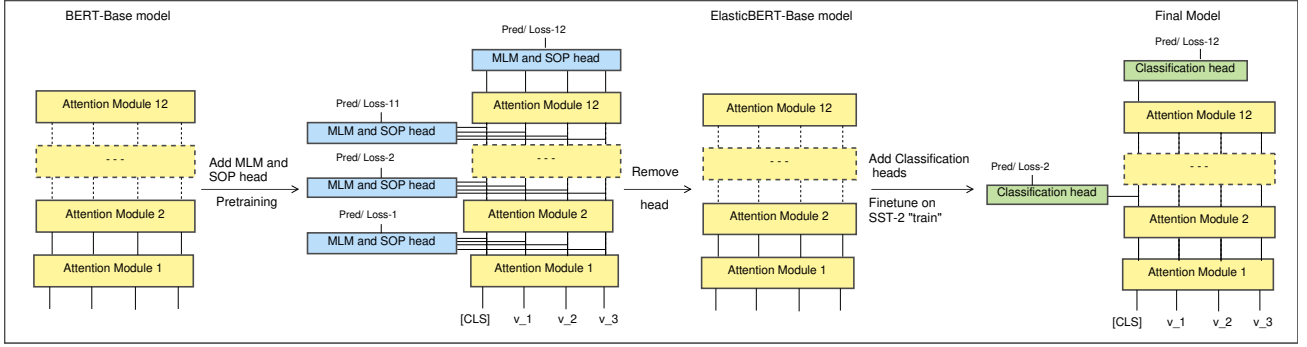 BERT-Base model
Attention Module 12
- - -
Attention Module 2
Attention Module 1
Add MLM and
SOP head
Pretraining
Pred/ Loss-12
MLM and SOP head
Pred/ Loss-11
MLM and SOP head
Pred/ Loss-2
MLM and SOP head
Pred/ Loss-1
MLM and SOP head
Attention Module 12
- - -
Attention Module 2
Attention Module 1
[CLS] v_1 v_2 v_3
Remove
head
ElasticBERT-Base model
Attention Module 12
- - -
Attention Module 2
Attention Module 1
Add Classification
heads
Finetune on
SST-2 "train"
Final Model
Pred/ Loss-12
Classification head
Attention Module 12
- - -
Pred/ Loss-2
Classification head
Attention Module 2
Attention Module 1
[CLS] v_1 v_2 v_3